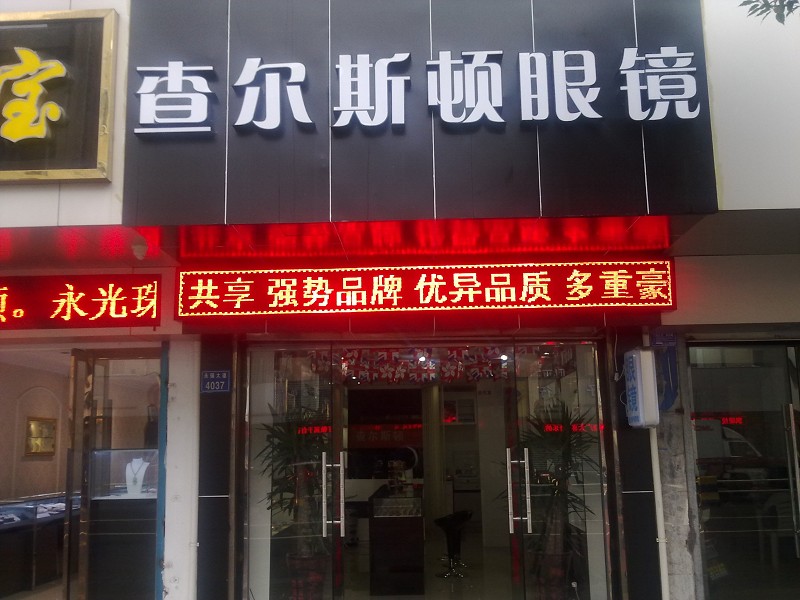 宝
查尔斯顿眼镜
共享 强势品牌 优异品质 多重豪
。永光珠
4037